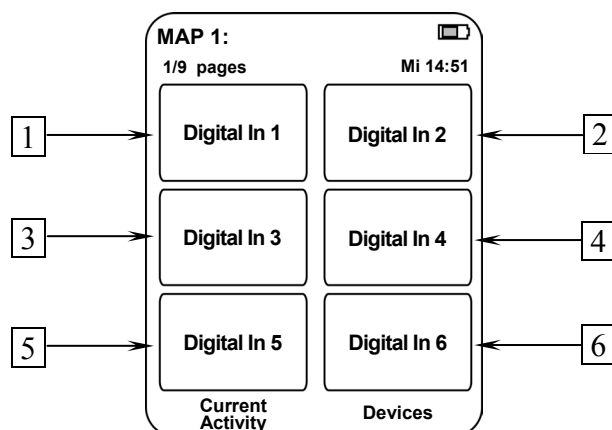 MAP 1:
1/9 pages Mi 14:51
1 Digital In 1 Digital In 2 2
3 Digital In 3 Digital In 4 4
5 Digital In 5 Digital In 6 6
Current Devices
Activity